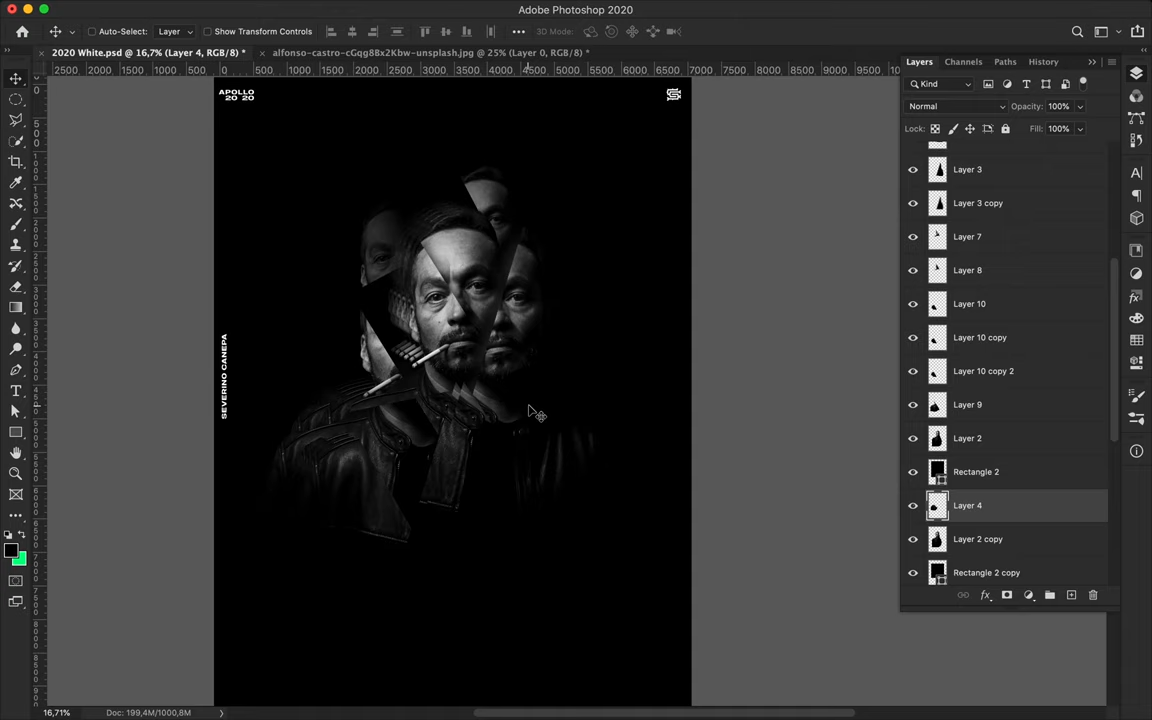 Adobe Photoshop 2020
Auto-Select: Layer Show Transform Controls 3D Mode:
2020 White.psd @ 16,7% (Layer 4, RGB/8) *
alfonso-castro-cGqg8Bx2Kbw-unsplash.jpg @ 25% (Layer 0, RGB/8) *
2500 2000 1500 1000 500 0 500 1000 1500 2000 2500 3000 3500 4000 4500 5000 5500 6000 6500 7000 7500 8000 8500 9000 9500
APOLLO
20 20
SEVERINO CANEPA
Layers Channels Paths History
Kind
Normal Opacity: 100%
Lock: Fill: 100%
Layer 3
Layer 3 copy
Layer 7
Layer 8
Layer 10
Layer 10 copy
Layer 10 copy 2
Layer 9
Layer 2
Rectangle 2
Layer 4
Layer 2 copy
Rectangle 2 copy
16,71% Doc: 199,4M/1000,8M